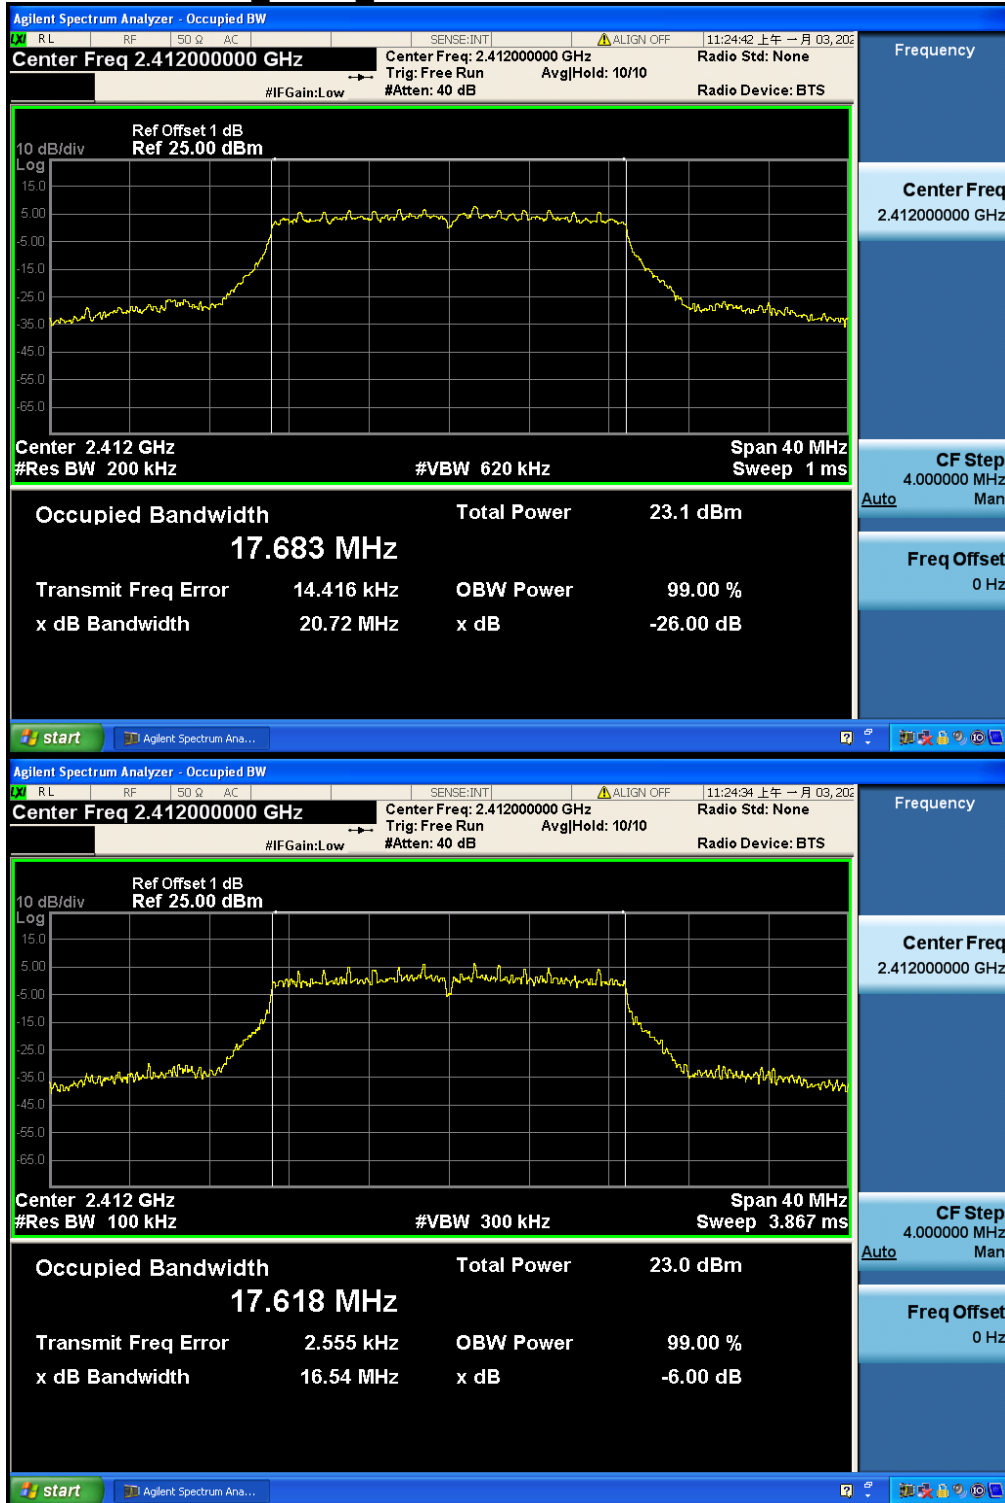 Agilent Spectrum Analyzer - Occupied BW
LXI RL RF 50 Ω AC SENSE:INT ALIGN OFF 11:24:42 上午 一月 03, 202
Center Freq 2.412000000 GHz
Center Freq: 2.412000000 GHz
Radio Std: None
Trig: Free Run Avg|Hold: 10/10
#IFGain:Low
#Atten: 40 dB
Radio Device: BTS
Frequency
Ref Offset 1 dB
10 dB/div Ref 25.00 dBm
Log
15.0
5.00
-5.00
-15.0
-25.0
-35.0
-45.0
-55.0
-65.0
Center 2.412 GHz Span 40 MHz
#Res BW 200 kHz #VBW 620 kHz Sweep 1 ms
Center Freq
2.412000000 GHz
CF Step
4.000000 MHz
Auto Man
Freq Offset
0 Hz
Occupied Bandwidth Total Power 23.1 dBm
17.683 MHz
Transmit Freq Error 14.416 kHz OBW Power 99.00 %
x dB Bandwidth 20.72 MHz x dB -26.00 dB
start Agilent Spectrum Ana...
Agilent Spectrum Analyzer - Occupied BW
LXI RL RF 50 Ω AC SENSE:INT ALIGN OFF 11:24:34 上午 一月 03, 202
Center Freq 2.412000000 GHz
Center Freq: 2.412000000 GHz
Radio Std: None
Trig: Free Run Avg|Hold: 10/10
#IFGain:Low
#Atten: 40 dB
Radio Device: BTS
Frequency
Ref Offset 1 dB
10 dB/div Ref 25.00 dBm
Log
15.0
5.00
-5.00
-15.0
-25.0
-35.0
-45.0
-55.0
-65.0
Center 2.412 GHz Span 40 MHz
#Res BW 100 kHz #VBW 300 kHz Sweep 3.867 ms
Center Freq
2.412000000 GHz
CF Step
4.000000 MHz
Auto Man
Freq Offset
0 Hz
Occupied Bandwidth Total Power 23.0 dBm
17.618 MHz
Transmit Freq Error 2.555 kHz OBW Power 99.00 %
x dB Bandwidth 16.54 MHz x dB -6.00 dB
start Agilent Spectrum Ana...